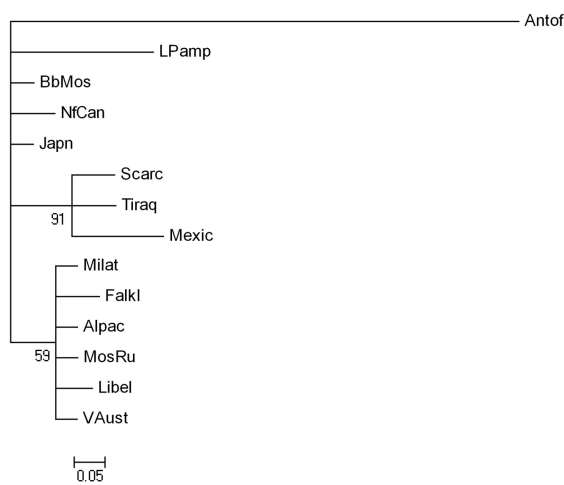 Antof
LPamp
BbMos
NfCan
Japn
Scarc
Tiraq
91
Mexic
Milat
Falkl
Alpac
59
MosRu
Libel
VAust
0.05